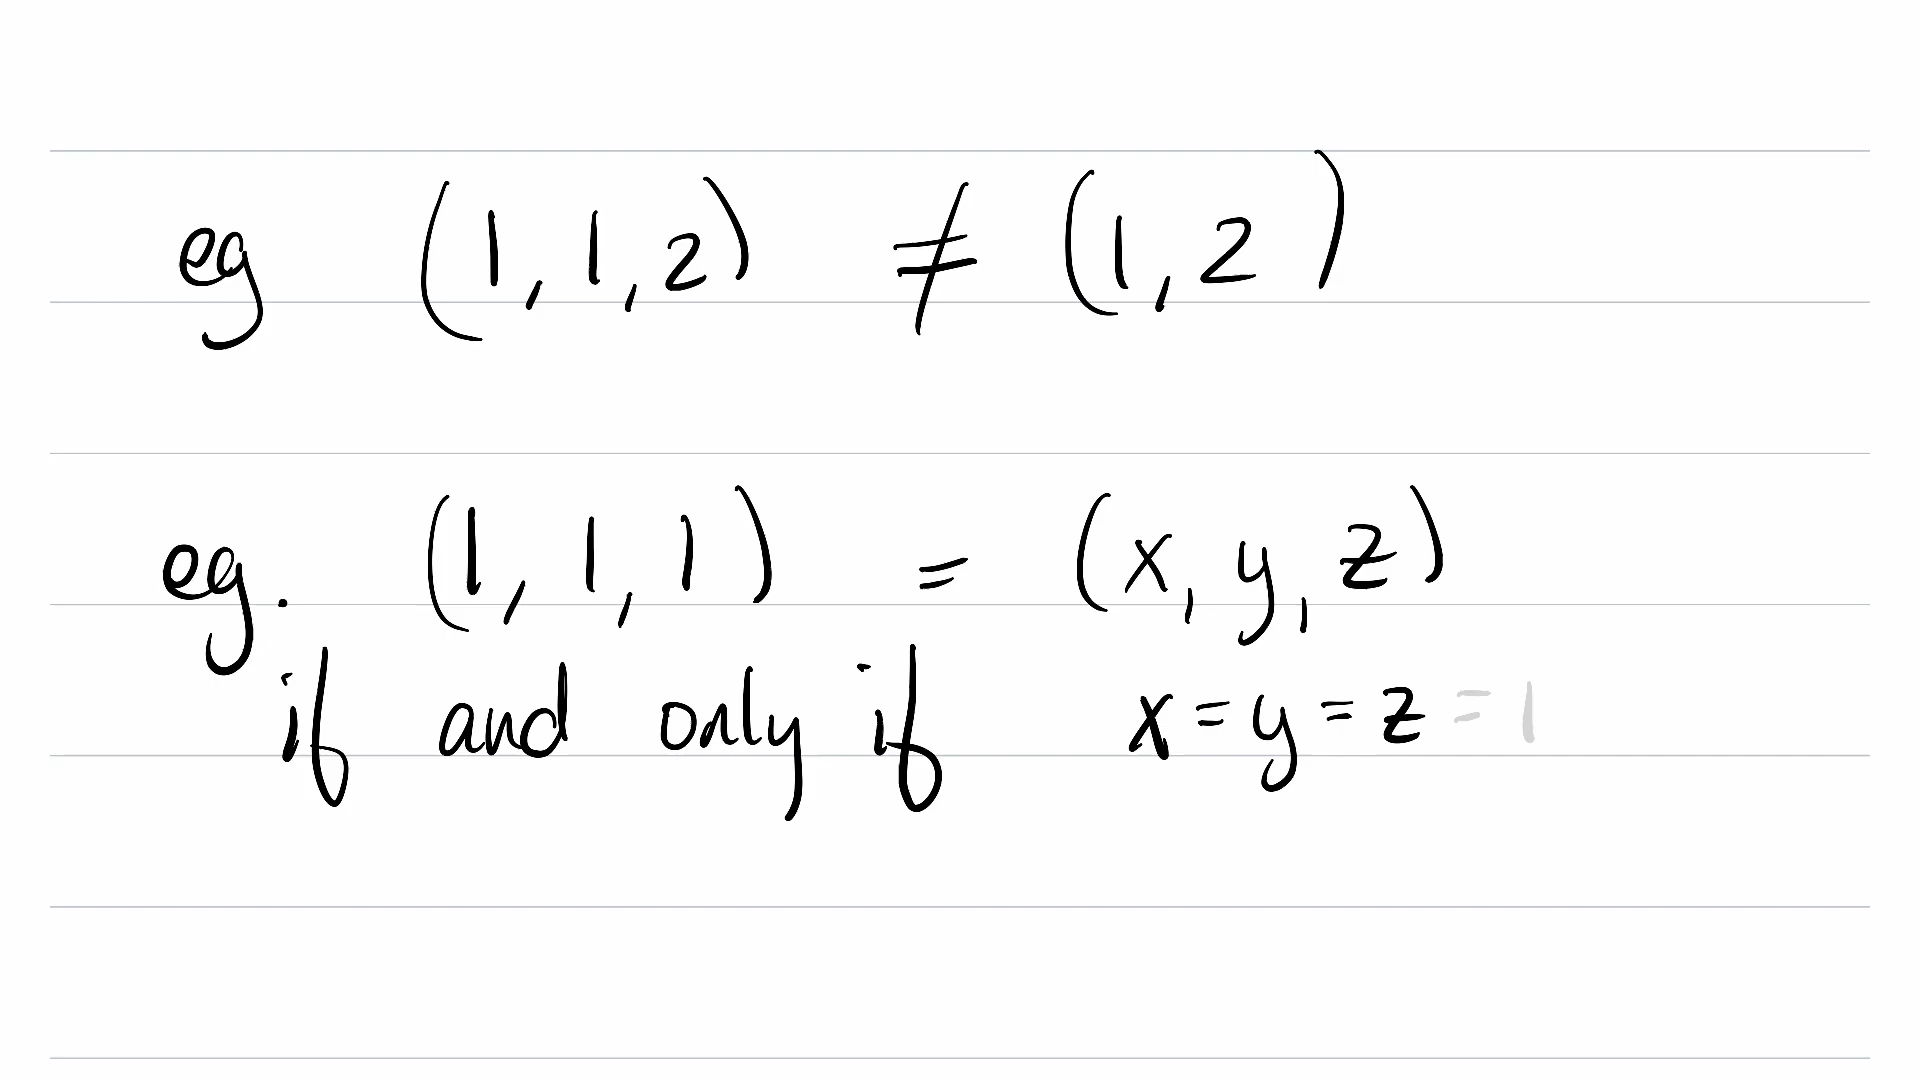 eg (1, 1, 2) ≠ (1, 2)
eg. (1, 1, 1) = (x, y, z)
if and only if x = y = z = 1